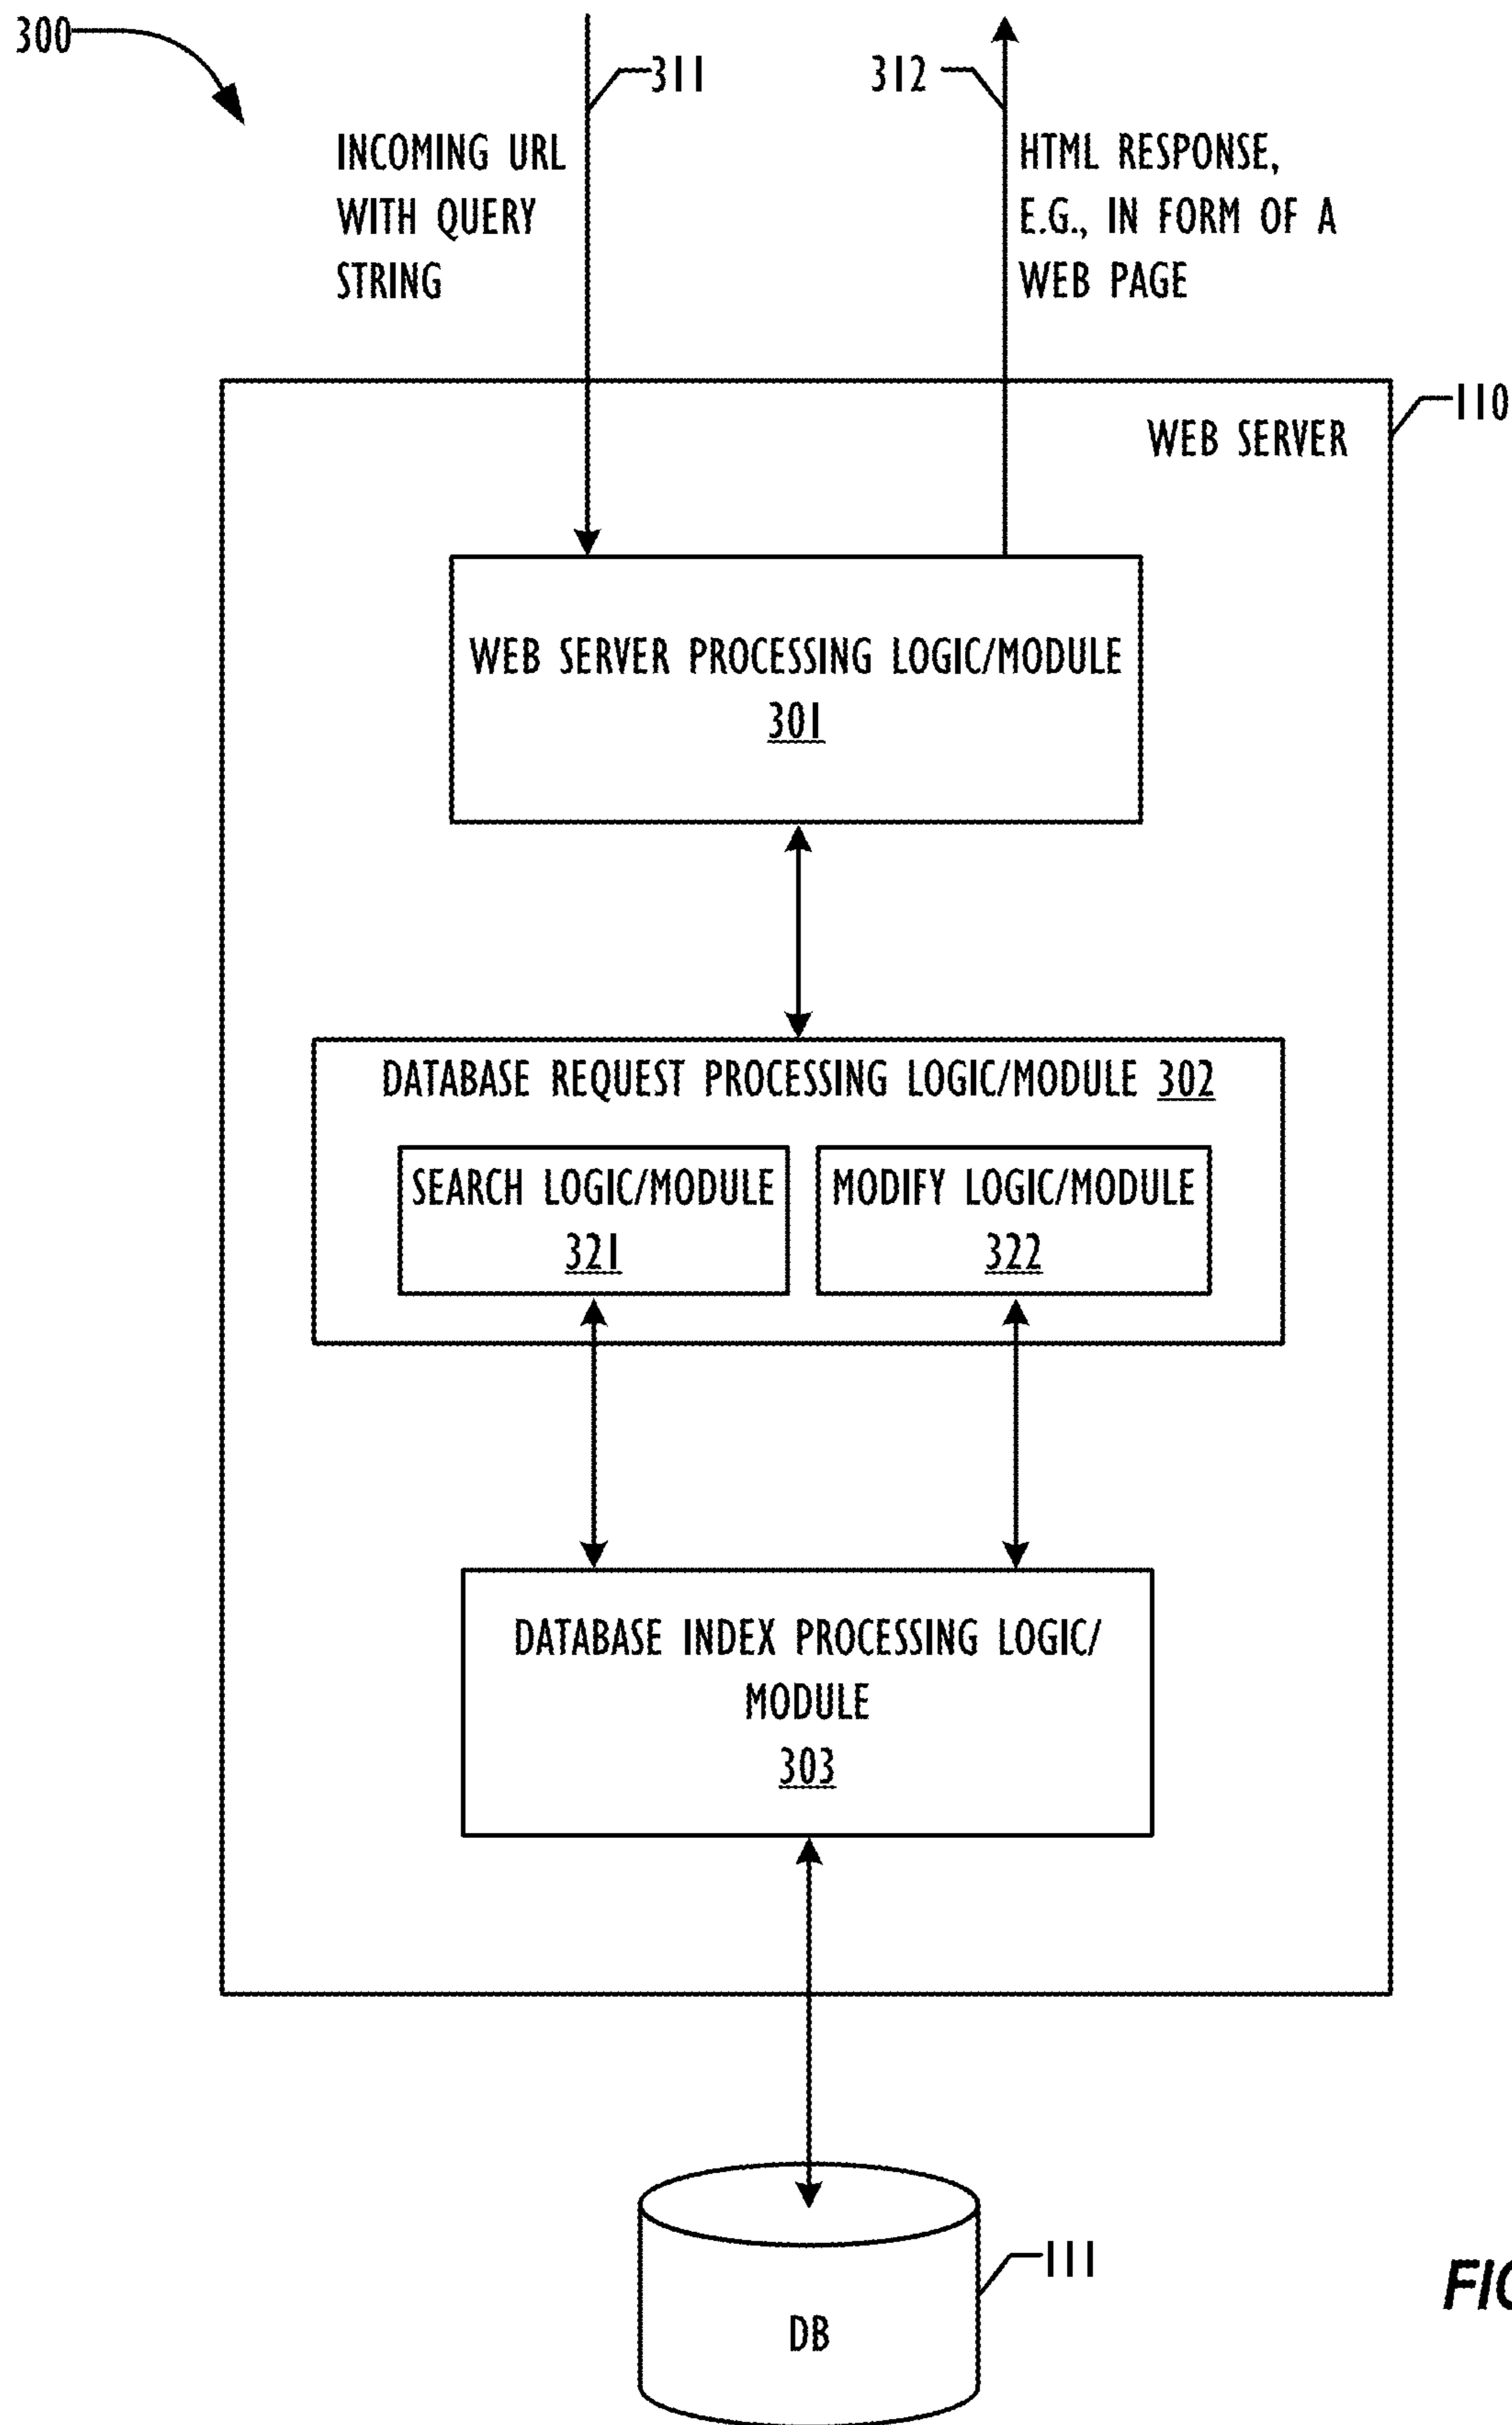 300
311
312
INCOMING URL
WITH QUERY
STRING
HTML RESPONSE,
E.G., IN FORM OF A
WEB PAGE
110
WEB SERVER
WEB SERVER PROCESSING LOGIC/MODULE
301
DATABASE REQUEST PROCESSING LOGIC/MODULE 302
SEARCH LOGIC/MODULE
321
MODIFY LOGIC/MODULE
322
DATABASE INDEX PROCESSING LOGIC/
MODULE
303
111
DB